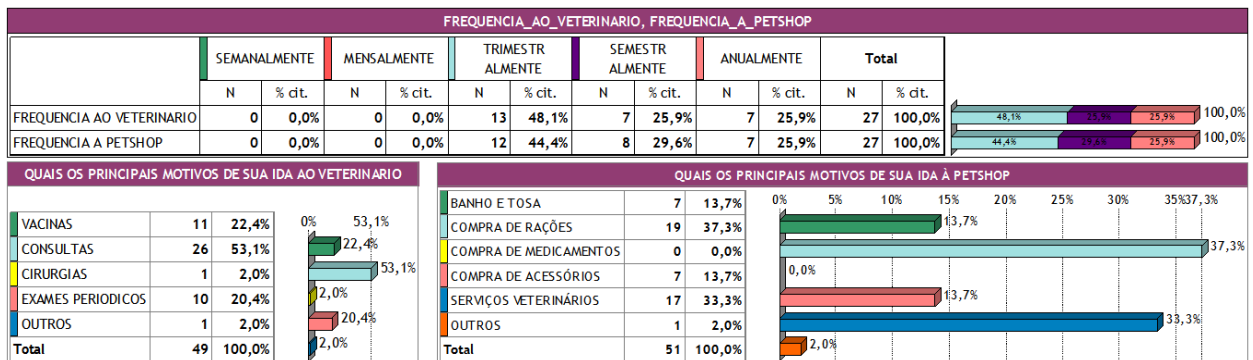 FREQUENCIA_AO_VETERINARIO, FREQUENCIA_A_PETSHOP
SEMANALMENTE MENSALMENTE TRIMESTR ALMENTE SEMESTR ALMENTE ANUALMENTE Total
N % cit. N % cit. N % cit. N % cit. N % cit. N % cit.
FREQUENCIA AO VETERINARIO 0 0,0% 0 0,0% 13 48,1% 7 25,9% 7 25,9% 27 100,0% 48,1% 25,9% 25,9% 100,0%
FREQUENCIA A PETSHOP 0 0,0% 0 0,0% 12 44,4% 8 29,6% 7 25,9% 27 100,0% 44,4% 29,6% 25,9% 100,0%
QUAIS OS PRINCIPAIS MOTIVOS DE SUA IDA AO VETERINARIO
VACINAS 11 22,4%
CONSULTAS 26 53,1%
CIRURGIAS 1 2,0%
EXAMES PERIODICOS 10 20,4%
OUTROS 1 2,0%
Total 49 100,0%
0% 53,1%
22,4%
53,1%
2,0%
20,4%
2,0%
QUAIS OS PRINCIPAIS MOTIVOS DE SUA IDA À PETSHOP
BANHO E TOSA 7 13,7%
COMPRA DE RAÇÕES 19 37,3%
COMPRA DE MEDICAMENTOS 0 0,0%
COMPRA DE ACESSÓRIOS 7 13,7%
SERVIÇOS VETERINÁRIOS 17 33,3%
OUTROS 1 2,0%
Total 51 100,0%
0% 5% 10% 15% 20% 25% 30% 35% 37,3%
13,7%
37,3%
0,0%
13,7%
33,3%
2,0%